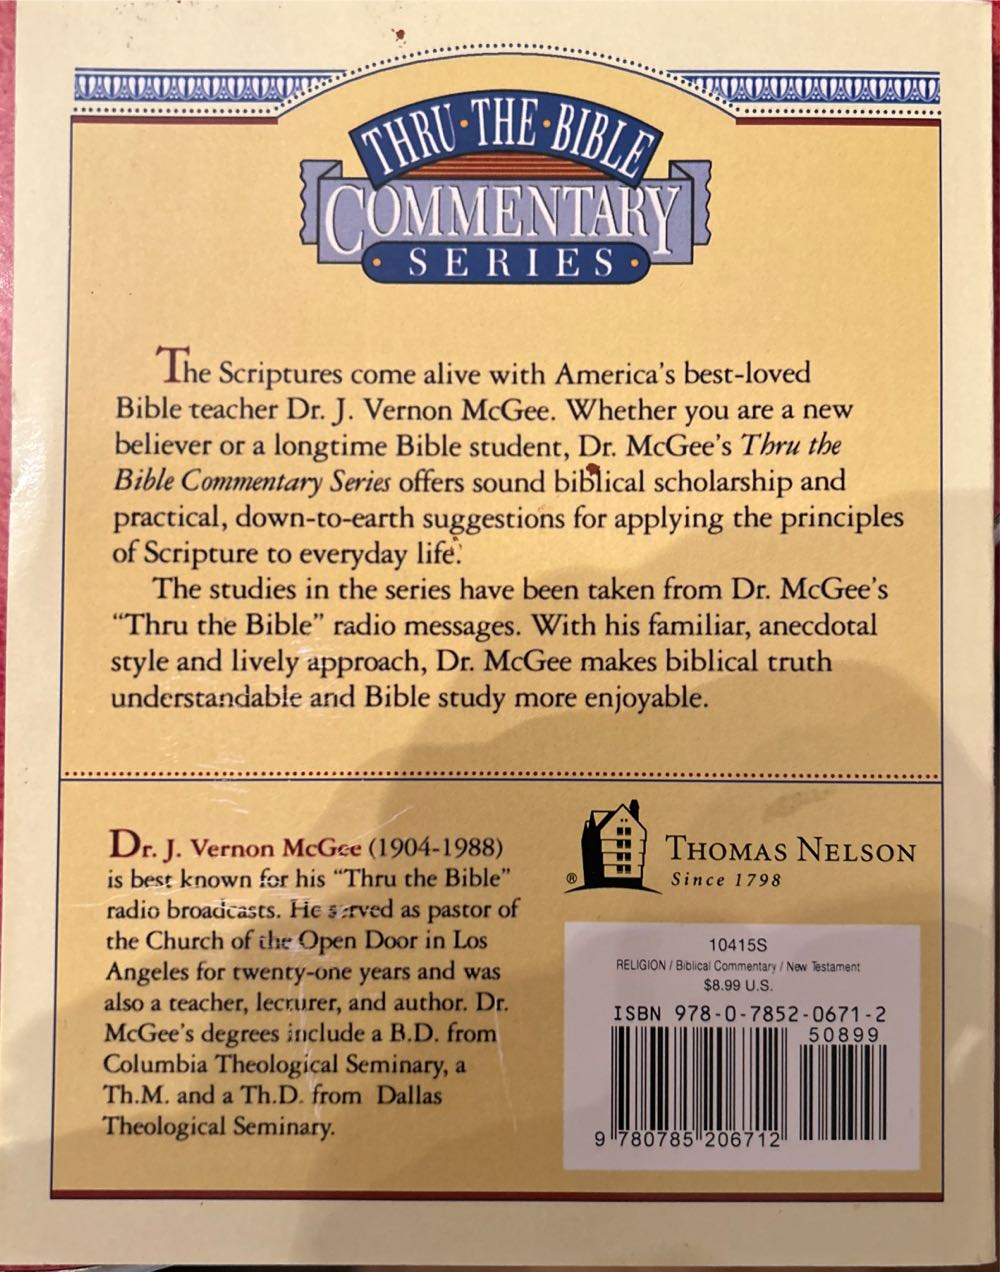 THRU·THE·BIBLE
COMMENTARY
·SERIES·
The Scriptures come alive with America's best-loved
Bible teacher Dr. J. Vernon McGee. Whether you are a new
believer or a longtime Bible student, Dr. McGee's Thru the
Bible Commentary Series offers sound biblical scholarship and
practical, down-to-earth suggestions for applying the principles
of Scripture to everyday life.
The studies in the series have been taken from Dr. McGee's
“Thru the Bible” radio messages. With his familiar, anecdotal
style and lively approach, Dr. McGee makes biblical truth
understandable and Bible study more enjoyable.
Dr. J. Vernon McGee (1904-1988)
is best known for his “Thru the Bible”
radio broadcasts. He served as pastor of
the Church of the Open Door in Los
Angeles for twenty-one years and was
also a teacher, lecturer, and author. Dr.
McGee's degrees include a B.D. from
Columbia Theological Seminary, a
Th.M. and a Th.D. from Dallas
Theological Seminary.
®
THOMAS NELSON
Since 1798
10415S
RELIGION / Biblical Commentary / New Testament
$8.99 U.S.
ISBN 978-0-7852-0671-2
50899
9 780785 206712